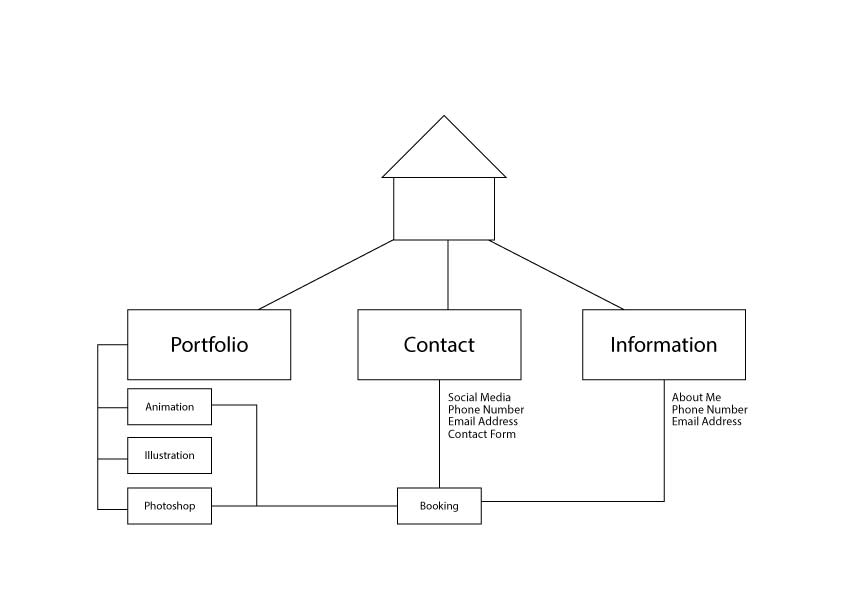 Portfolio
Contact
Information
Animation
Illustration
Photoshop
Social Media
Phone Number
Email Address
Contact Form
About Me
Phone Number
Email Address
Booking